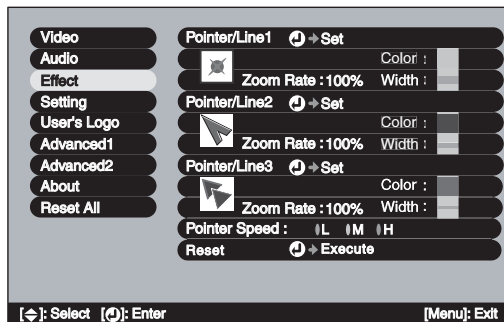 Video
Audio
Effect
Setting
User's Logo
Advanced1
Advanced2
About
Reset All
Pointer/Line1 Set
Color :
Zoom Rate :100% Width :
Pointer/Line2 Set
Color :
Zoom Rate :100% Width :
Pointer/Line3 Set
Color :
Zoom Rate :100% Width :
Pointer Speed : L M H
Reset Execute
[ ]: Select [ ]: Enter [Menu]: Exit